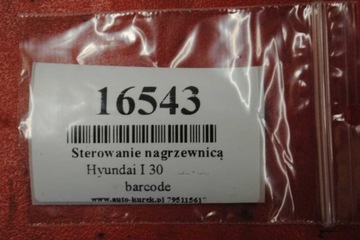 16543
Sterowanie nagrzewnicą
Hyundai I 30
barcode
www.auto-kurek.pl